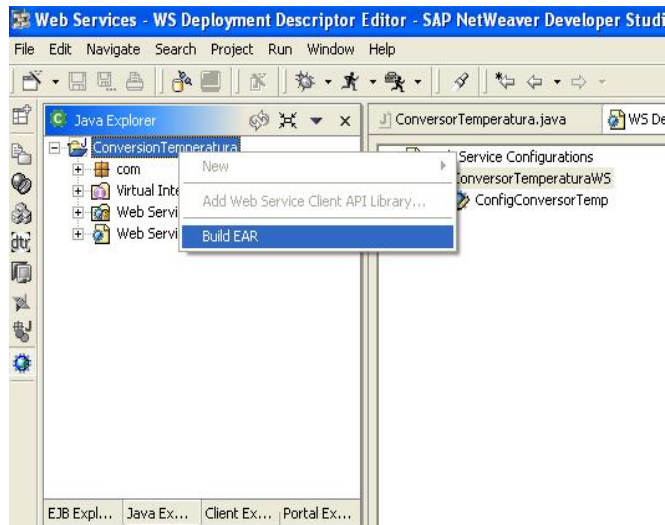 Web Services - WS Deployment Descriptor Editor - SAP NetWeaver Developer Studi
File Edit Navigate Search Project Run Window Help
Java Explorer
ConversorTemperatura.java
WS De
ConversionTemperatura
com
Virtual Inte
Web Servi
Web Servi
New
Add Web Service Client API Library...
Build EAR
Service Configurations
ConversorTemperaturaWS
ConfigConversorTemp
dtr
EJB Expl... Java Ex... Client Ex... Portal Ex...